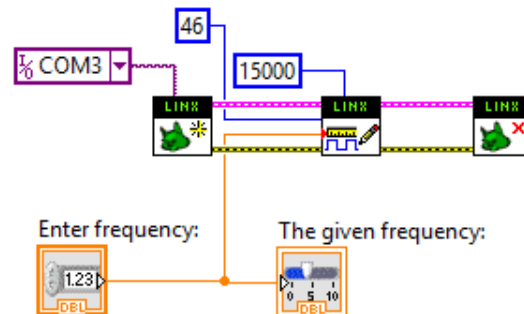 46
COM3
15000
LINX
LINX
LINX
Enter frequency:
The given frequency:
1.23
DBL
0 5 10
DBL